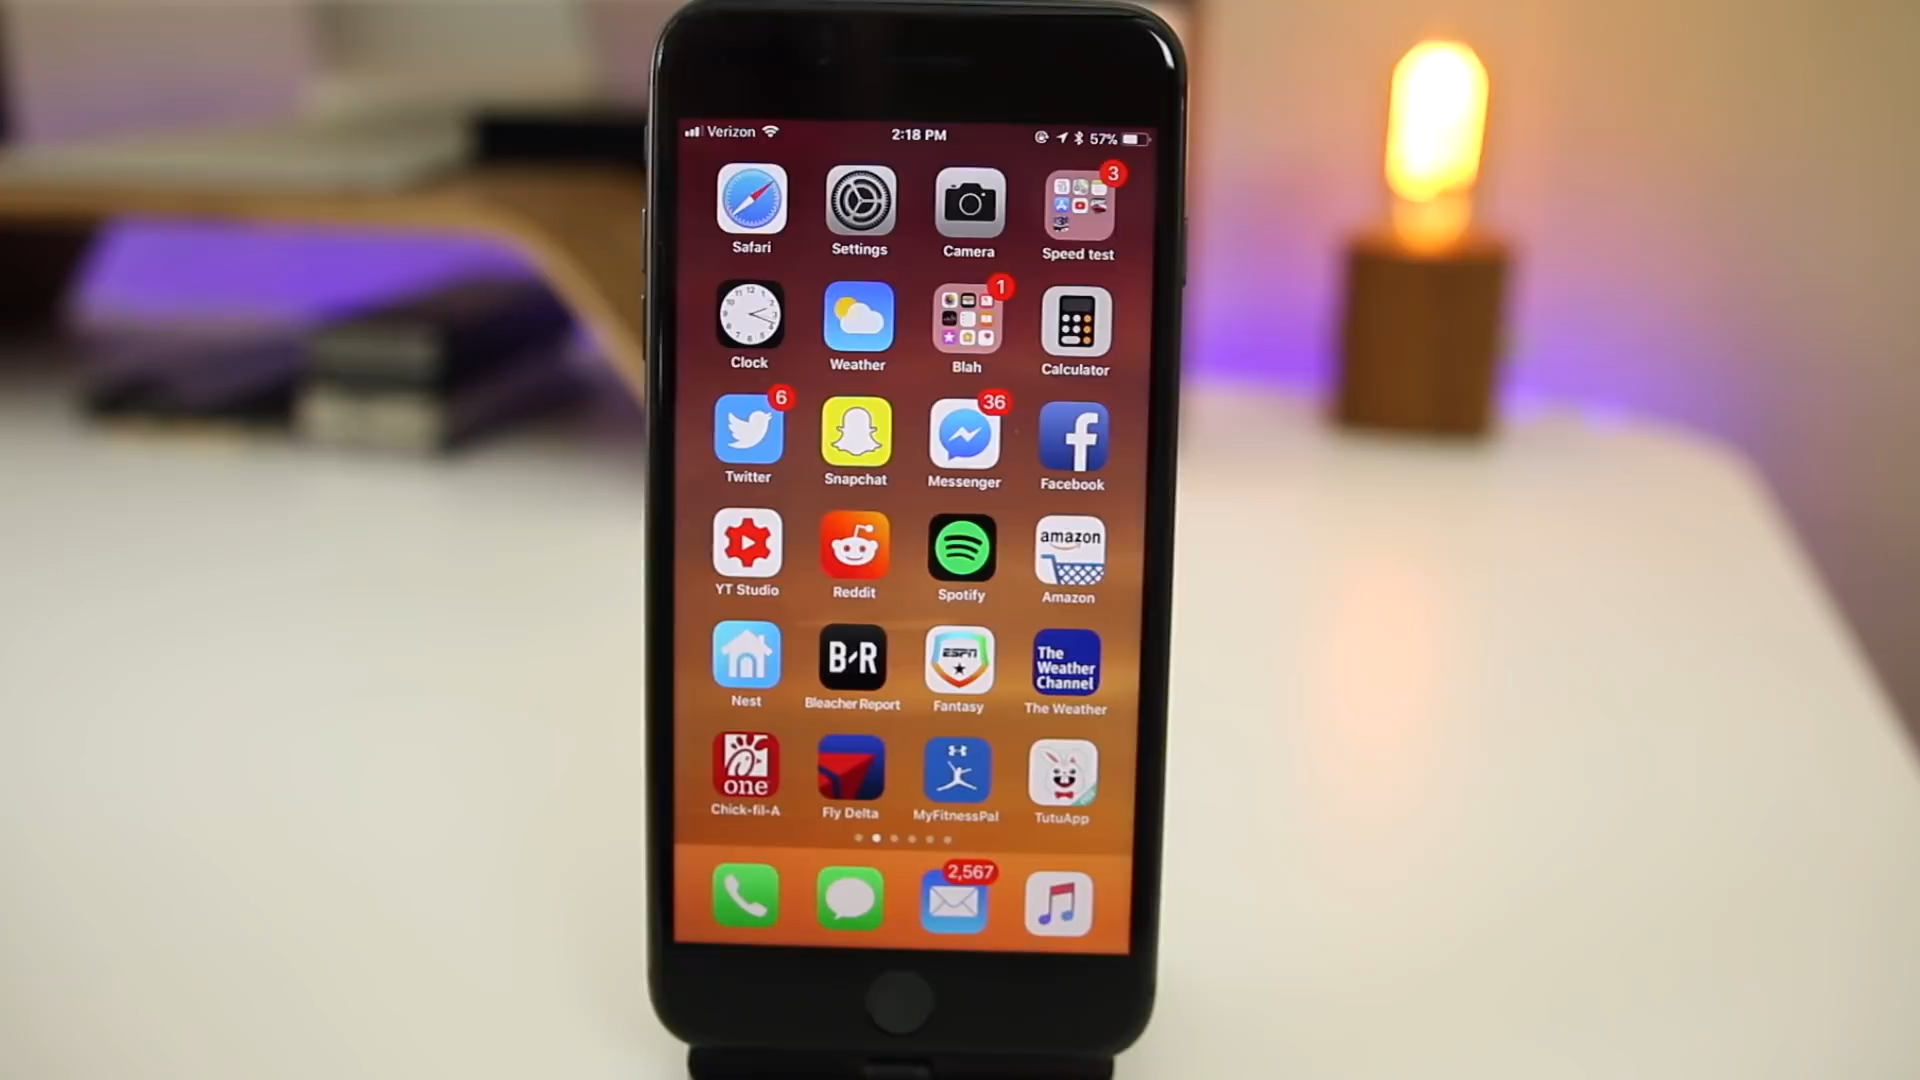 Verizon 2:18 PM 57%
3
Safari Settings Camera Speed test
1
Clock Weather Blah Calculator
6 36
Twitter Snapchat Messenger Facebook
amazon
YT Studio Reddit Spotify Amazon
B/R ESPN The Weather Channel
Nest Bleacher Report Fantasy The Weather
one
Chick-fil-A Fly Delta MyFitnessPal TutuApp
2,567